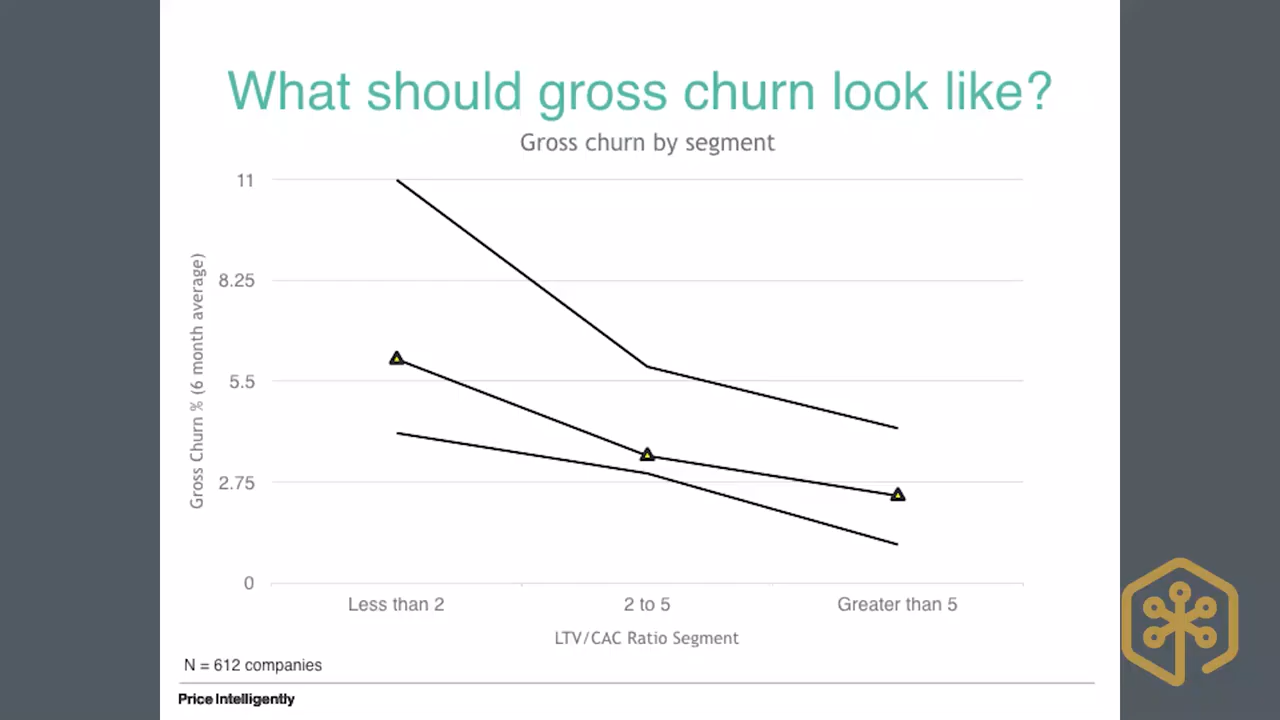 What should gross churn look like?
Gross churn by segment
11
8.25
5.5
2.75
0
Gross Churn % (6 month average)
Less than 2
2 to 5
Greater than 5
LTV/CAC Ratio Segment
N = 612 companies
Price Intelligently